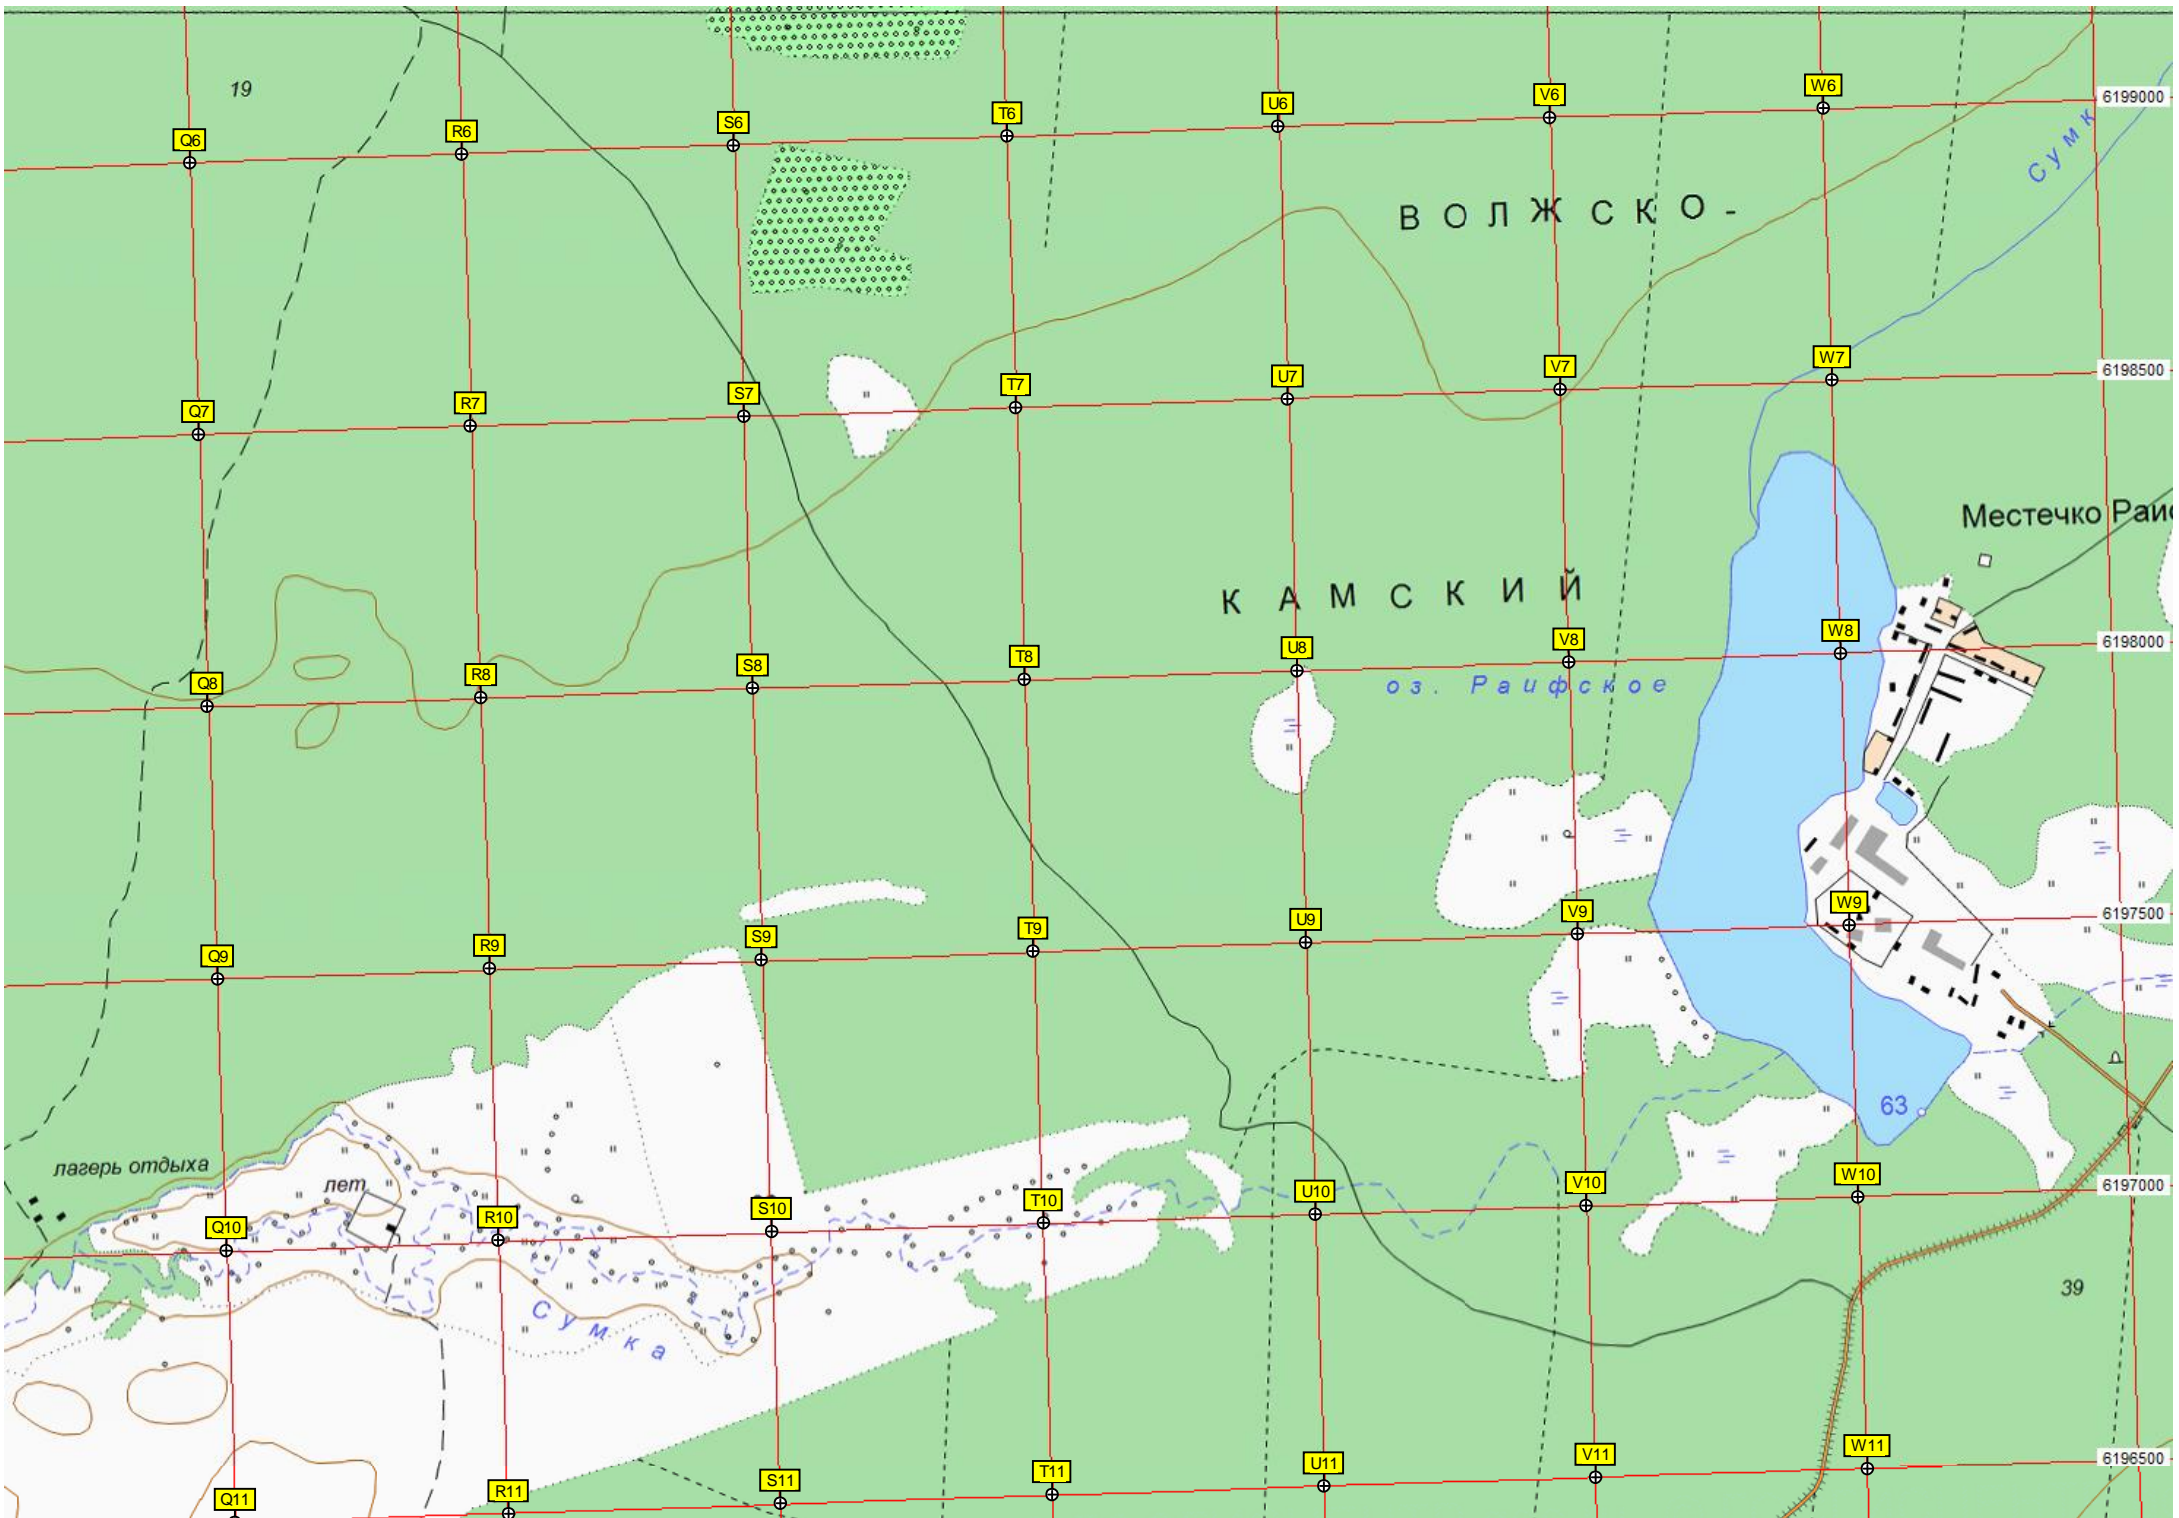 19
Q6 R6 S6 T6 U6 V6 W6 6199000
Сумк
ВОЛЖСКО-
Q7 R7 S7 T7 U7 V7 W7 6198500
Местечко Раи
КАМСКИЙ
Q8 R8 S8 T8 U8 V8 W8 6198000
оз. Раифское
Q9 R9 S9 T9 U9 V9 W9 6197500
63
лагерь отдыха
лет.
Q10 R10 S10 T10 U10 V10 W10 6197000
39
Сумка
Q11 R11 S11 T11 U11 V11 W11 6196500